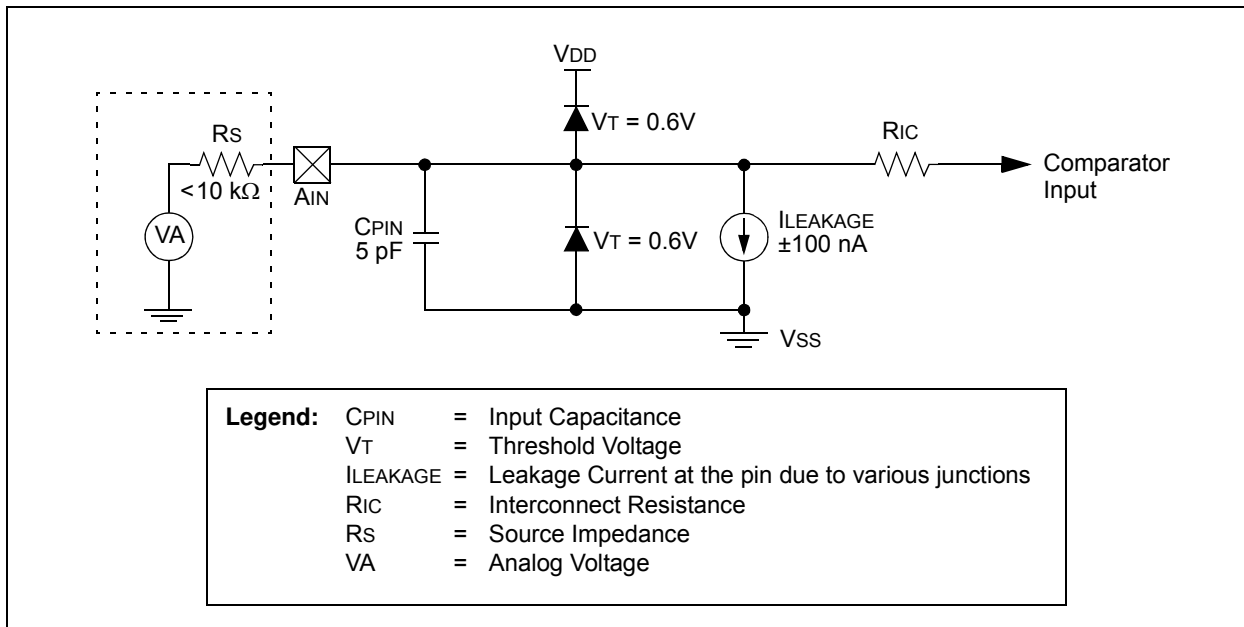 VDD
VT = 0.6V
RS
<10 kΩ
AIN
VA
CPIN
5 pF
VT = 0.6V
ILEAKAGE
±100 nA
RIC
Comparator
Input
VSS
Legend: CPIN = Input Capacitance
VT = Threshold Voltage
ILEAKAGE = Leakage Current at the pin due to various junctions
RIC = Interconnect Resistance
RS = Source Impedance
VA = Analog Voltage